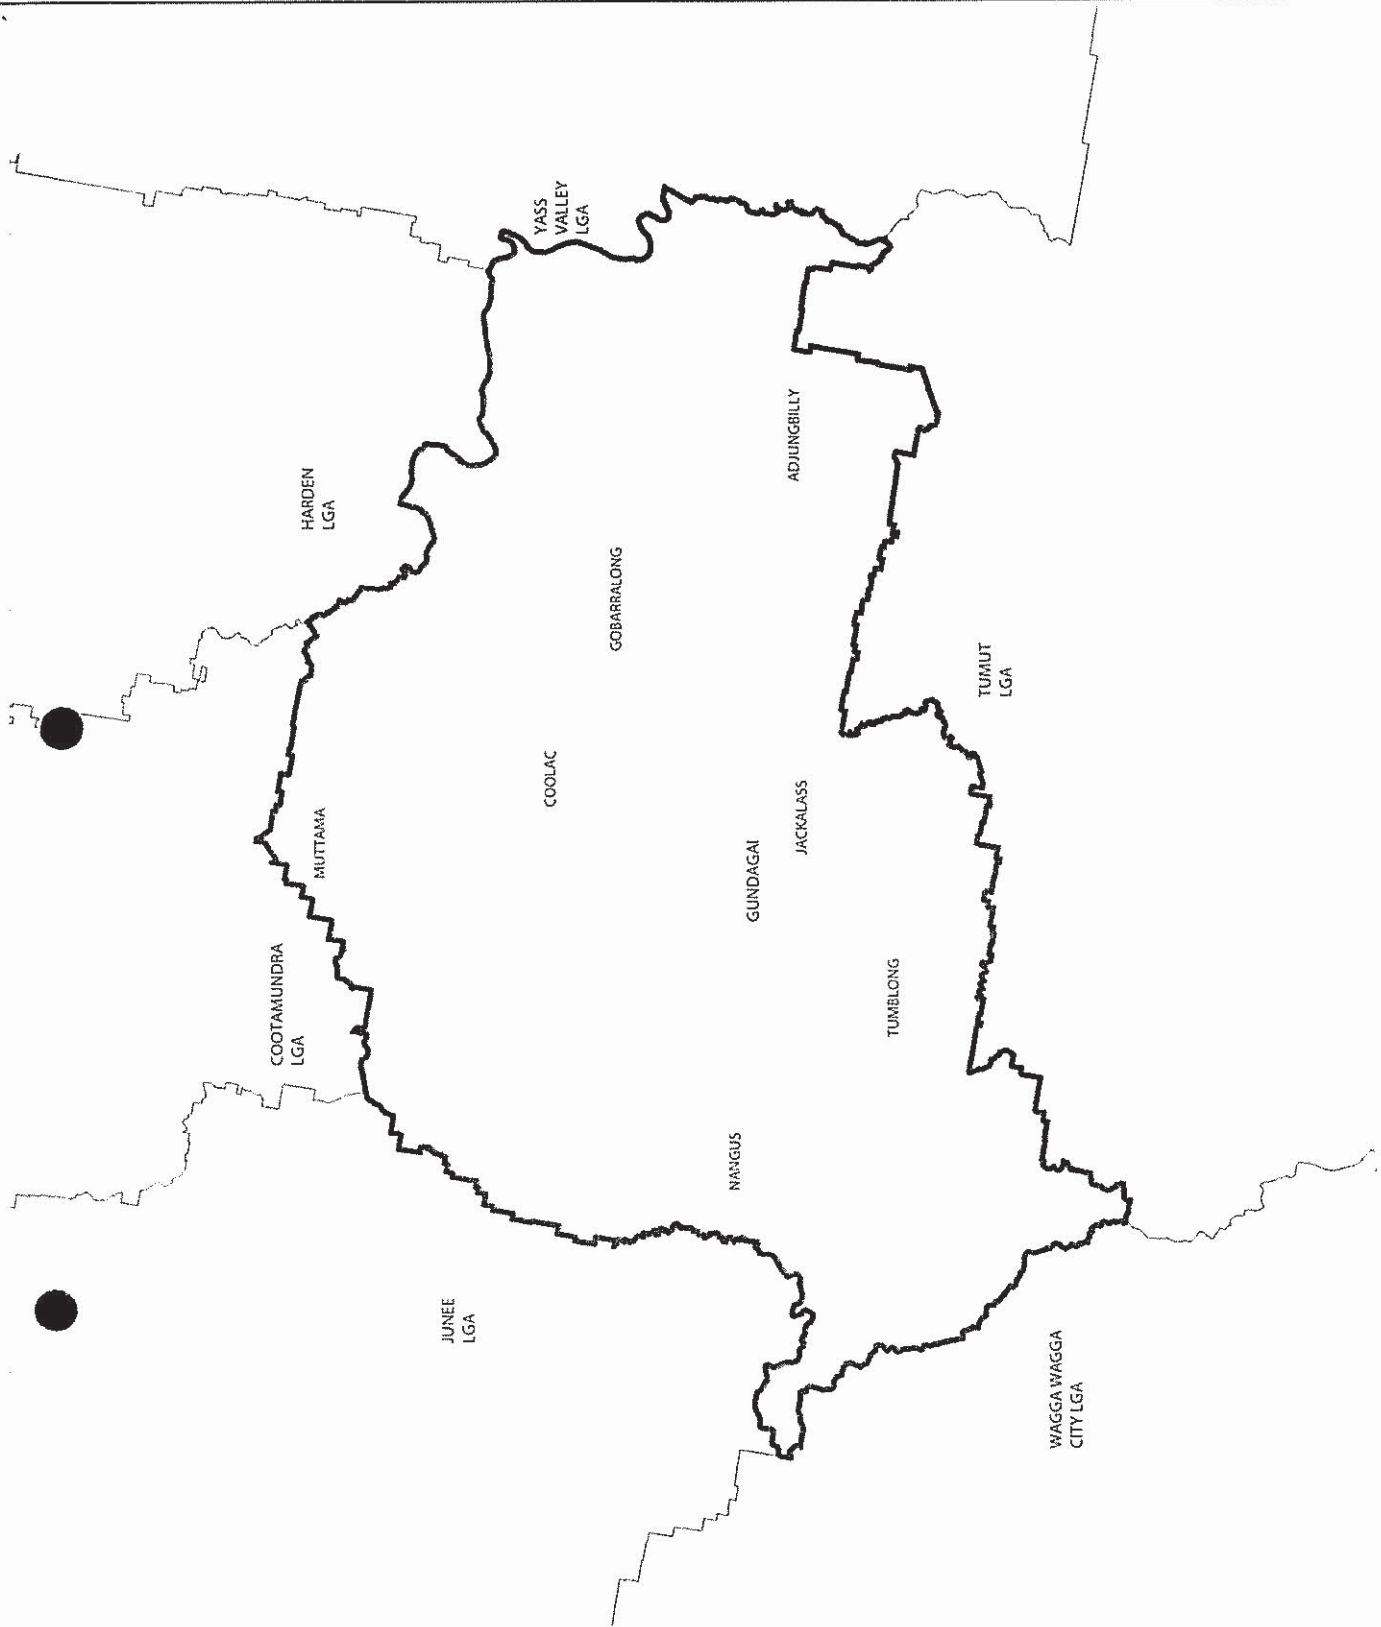 COOTAMUNDRA
LGA
HARDEN
LGA
MUTTAMA
JUNEE
LGA
YASS
VALLEY
LGA
COOLAC
GOBARRALONG
NANGUS
GUNDAGAI
ADJUNGBILLY
JACKALASS
TUMBLONG
TUMUT
LGA
WAGGA WAGGA
CITY LGA